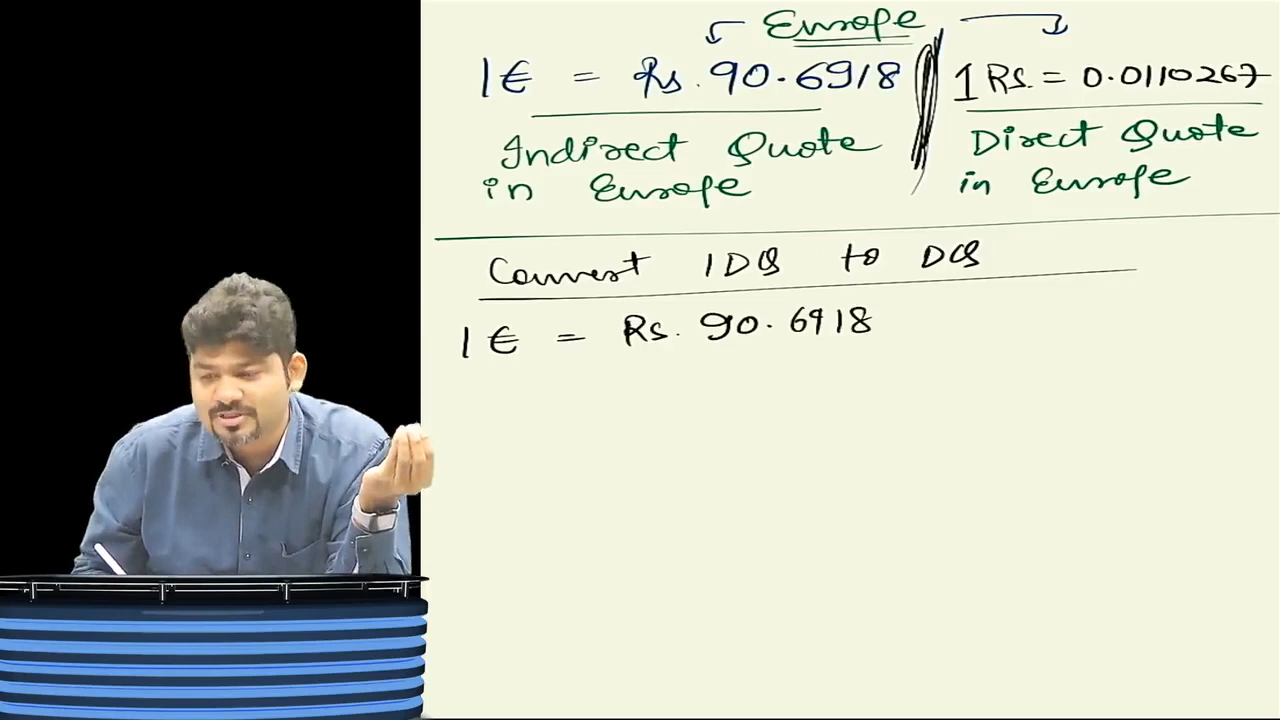 Europe
1€ = Rs. 90.6918
1 Rs. = 0.0110267
Indirect Quote
in Europe
Direct Quote
in Europe
Convert IDQ to DQ
1€ = Rs. 90.6918